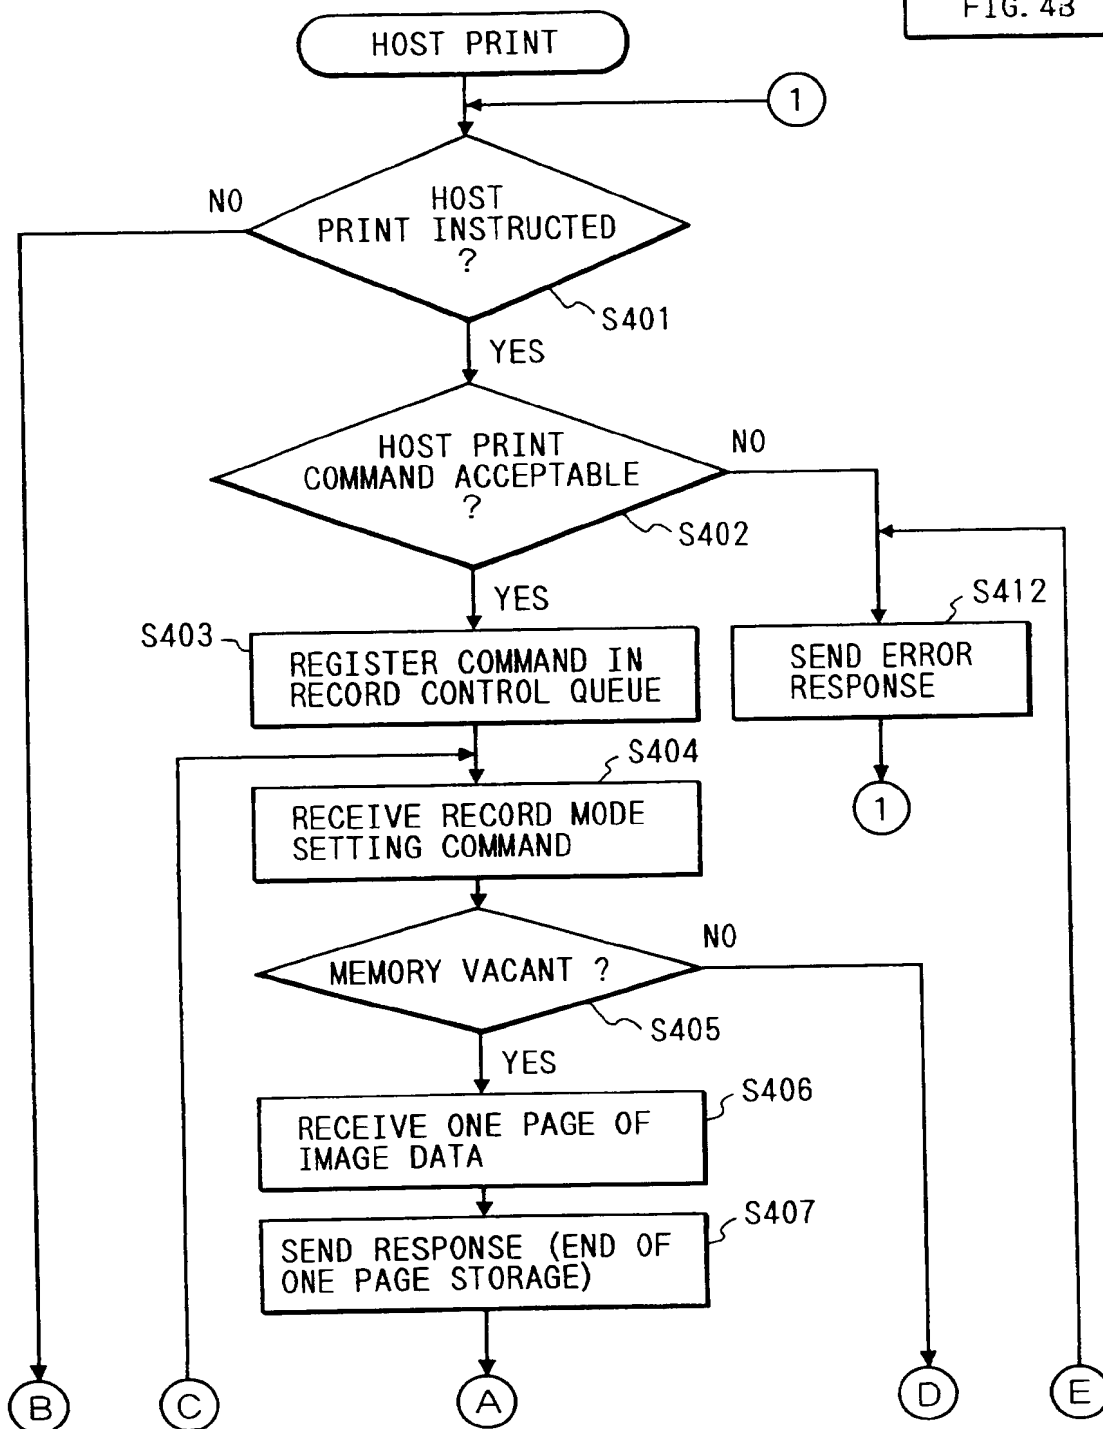 FIG. 4B
HOST PRINT
1
NO
HOST
PRINT INSTRUCTED
?
S401
YES
HOST PRINT
COMMAND ACCEPTABLE
?
NO
S402
YES
S403
REGISTER COMMAND IN
RECORD CONTROL QUEUE
S412
SEND ERROR
RESPONSE
1
S404
RECEIVE RECORD MODE
SETTING COMMAND
MEMORY VACANT ?
NO
S405
YES
S406
RECEIVE ONE PAGE OF
IMAGE DATA
S407
SEND RESPONSE (END OF
ONE PAGE STORAGE)
B
C
A
D
E